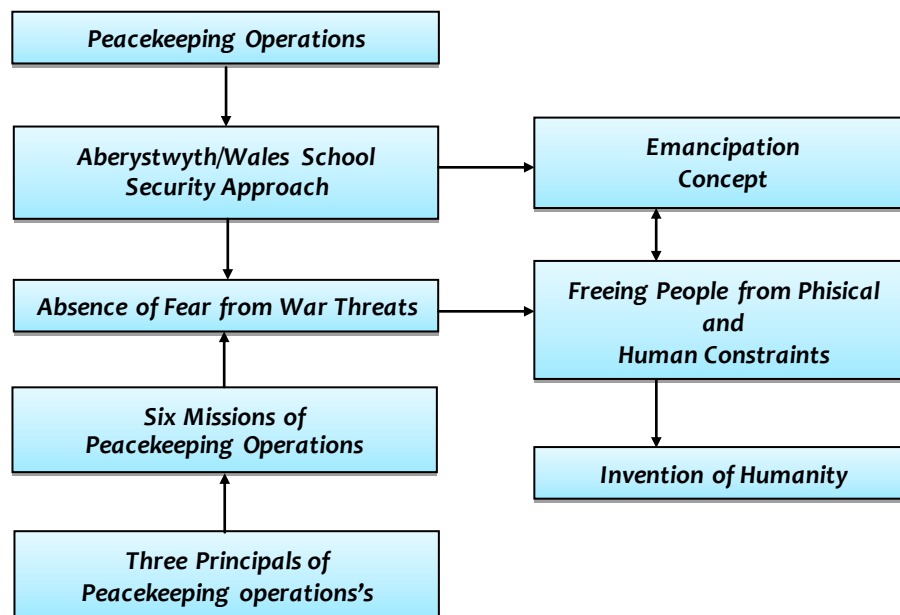 Peacekeeping Operations
Aberystwyth/Wales School
Security Approach
Emancipation
Concept
Absence of Fear from War Threats
Freeing People from Phisical
and
Human Constraints
Six Missions of
Peacekeeping Operations
Invention of Humanity
Three Principals of
Peacekeeping operations's